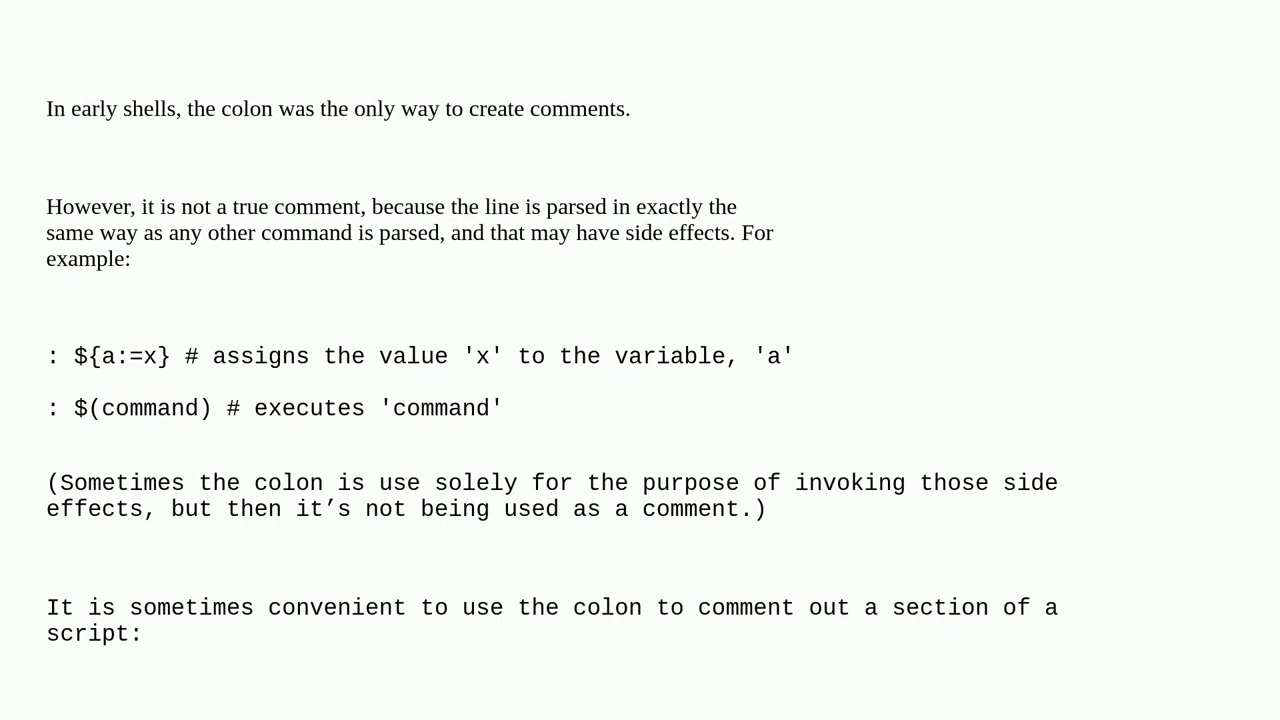 In early shells, the colon was the only way to create comments.
However, it is not a true comment, because the line is parsed in exactly the
same way as any other command is parsed, and that may have side effects. For
example:
: ${a:=x} # assigns the value 'x' to the variable, 'a'
: $(command) # executes 'command'
(Sometimes the colon is use solely for the purpose of invoking those side
effects, but then it’s not being used as a comment.)
It is sometimes convenient to use the colon to comment out a section of a
script: